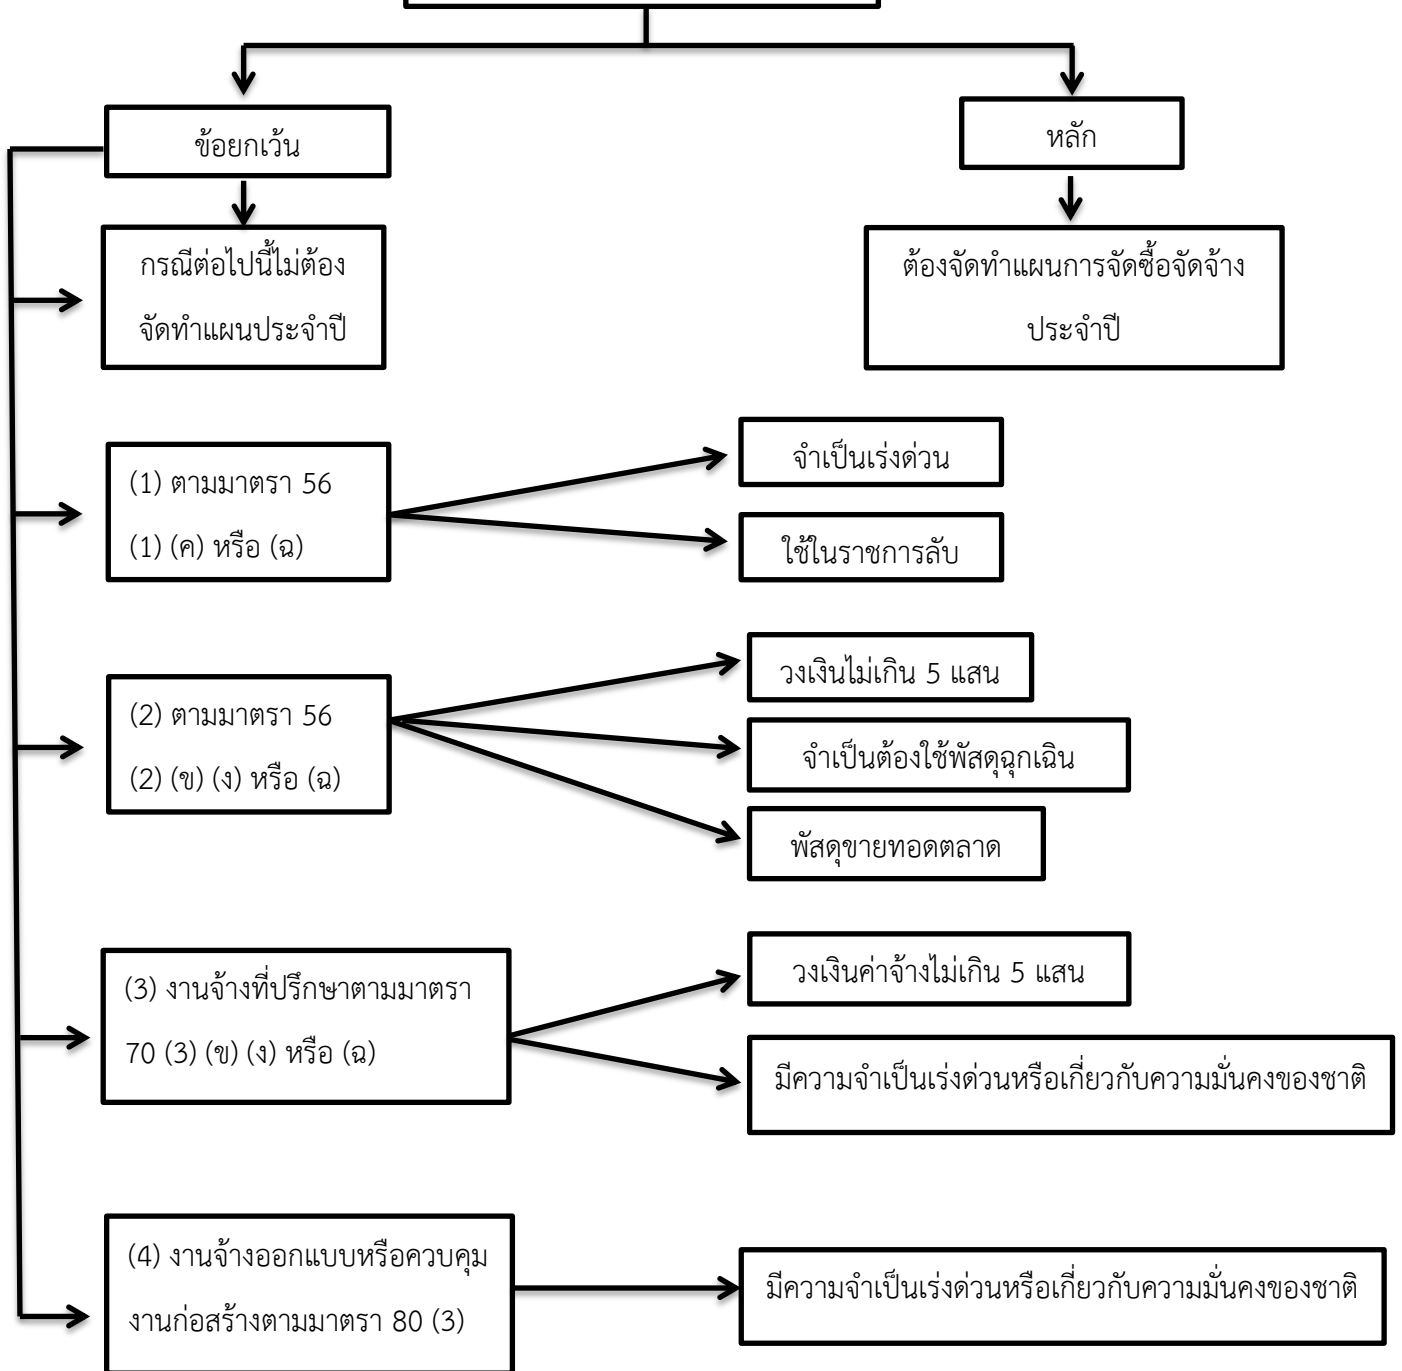 ข้อยกเว้น
หลัก
กรณีต่อไปนี้ไม่ต้อง
จัดทำแผนประจำปี
ต้องจัดทำแผนการจัดซื้อจัดจ้าง
ประจำปี
(1) ตามมาตรา 56
(1) (ค) หรือ (ฉ)
จำเป็นเร่งด่วน
ใช้ในราชการลับ
(2) ตามมาตรา 56
(2) (ข) (ง) หรือ (ฉ)
วงเงินไม่เกิน 5 แสน
จำเป็นต้องใช้พัสดุฉุกเฉิน
พัสดุขายทอดตลาด
(3) งานจ้างที่ปรึกษาตามมาตรา
70 (3) (ข) (ง) หรือ (ฉ)
วงเงินค่าจ้างไม่เกิน 5 แสน
มีความจำเป็นเร่งด่วนหรือเกี่ยวกับความมั่นคงของชาติ
(4) งานจ้างออกแบบหรือควบคุม
งานก่อสร้างตามมาตรา 80 (3)
มีความจำเป็นเร่งด่วนหรือเกี่ยวกับความมั่นคงของชาติ